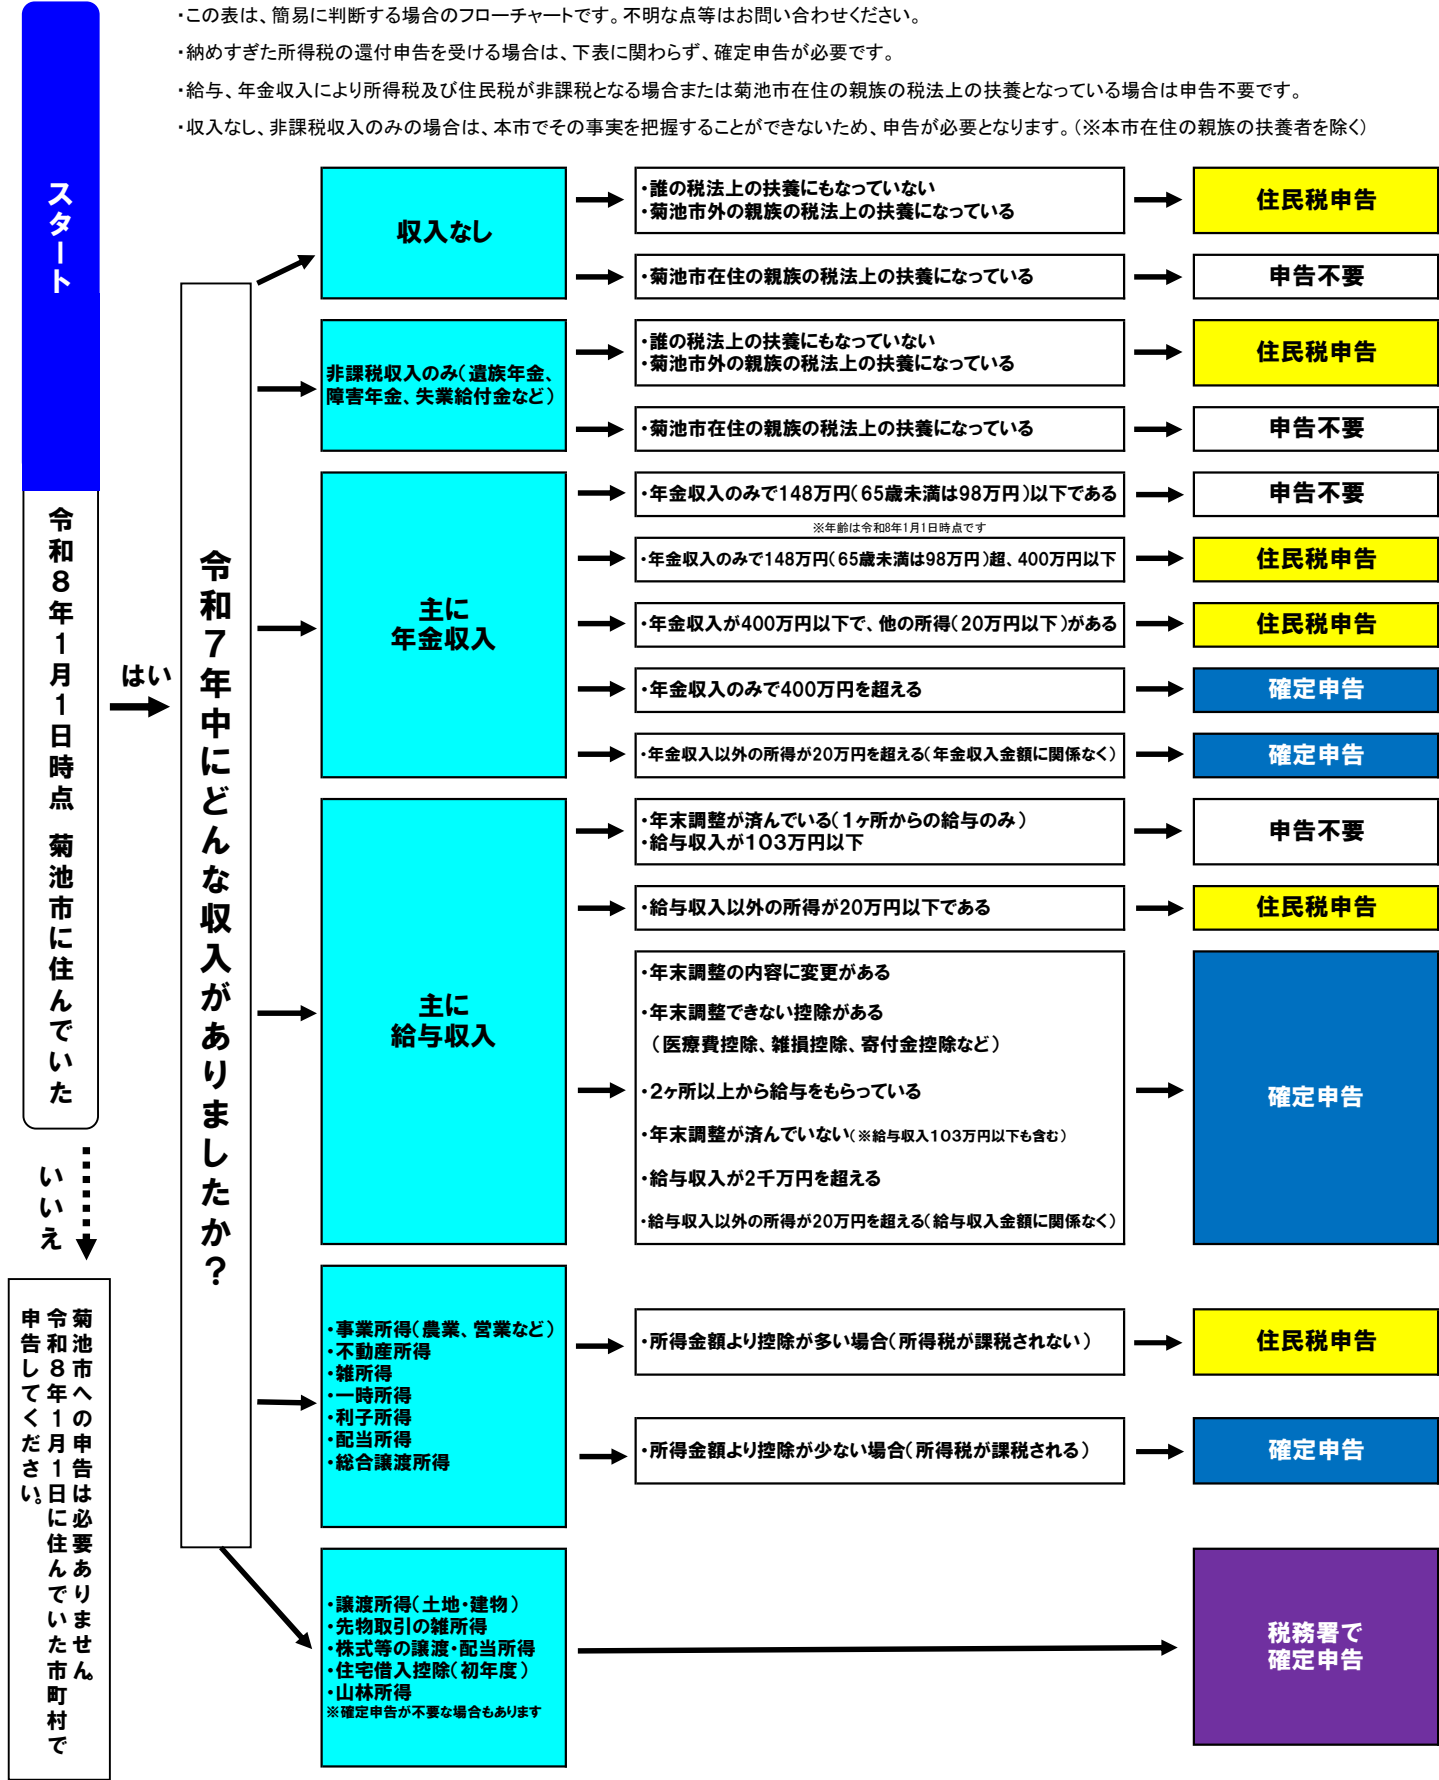 ・この表は、簡易に判断する場合のフローチャートです。不明な点等はお問い合わせください。
・納めすぎた所得税の還付申告を受ける場合は、下表に関わらず、確定申告が必要です。
・給与、年金収入により所得税及び住民税が非課税となる場合または菊池市在住の親族の税法上の扶養となっている場合は申告不要です。
・収入なし、非課税収入のみの場合は、本市でその事実を把握することができないため、申告が必要となります。(※本市在住の親族の扶養者を除く)
スタート
令和8年1月1日時点 菊池市に住んでいた
はい
いいえ
菊池市への申告は必要ありません。
令和8年1月1日に住んでいた市町村で
申告してください。
令和7年中にどんな収入がありましたか？
収入なし
・誰の税法上の扶養にもなっていない
・菊池市外の親族の税法上の扶養になっている
住民税申告
・菊池市在住の親族の税法上の扶養になっている
申告不要
非課税収入のみ(遺族年金、
障害年金、失業給付金など)
・誰の税法上の扶養にもなっていない
・菊池市外の親族の税法上の扶養になっている
住民税申告
・菊池市在住の親族の税法上の扶養になっている
申告不要
主に
年金収入
・年金収入のみで148万円(65歳未満は98万円)以下である
申告不要
※年齢は令和8年1月1日時点です
・年金収入のみで148万円(65歳未満は98万円)超、400万円以下
住民税申告
・年金収入が400万円以下で、他の所得(20万円以下)がある
住民税申告
・年金収入のみで400万円を超える
確定申告
・年金収入以外の所得が20万円を超える(年金収入金額に関係なく)
確定申告
主に
給与収入
・年末調整が済んでいる(1ヶ所からの給与のみ)
・給与収入が103万円以下
申告不要
・給与収入以外の所得が20万円以下である
住民税申告
・年末調整の内容に変更がある
・年末調整できない控除がある
(医療費控除、雑損控除、寄付金控除など)
・2ヶ所以上から給与をもらっている
・年末調整が済んでいない(※給与収入103万円以下も含む)
・給与収入が2千万円を超える
・給与収入以外の所得が20万円を超える(給与収入金額に関係なく)
確定申告
・事業所得(農業、営業など)
・不動産所得
・雑所得
・一時所得
・利子所得
・配当所得
・総合譲渡所得
・所得金額より控除が多い場合(所得税が課税されない)
住民税申告
・所得金額より控除が少ない場合(所得税が課税される)
確定申告
・譲渡所得(土地・建物)
・先物取引の雑所得
・株式等の譲渡・配当所得
・住宅借入控除(初年度)
・山林所得
※確定申告が不要な場合もあります
税務署で
確定申告